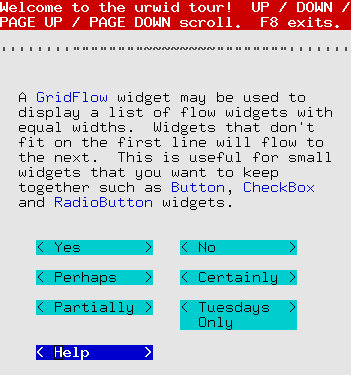 Welcome to the urwid tour!  UP / DOWN /
PAGE UP / PAGE DOWN scroll.  F8 exits.
A GridFlow widget may be used to
display a list of flow widgets with
equal widths.  Widgets that don't
fit on the first line will flow to
the next.  This is useful for small
widgets that you want to keep
together such as Button, CheckBox
and RadioButton widgets.
< Yes > < No >
< Perhaps > < Certainly >
< Partially > < Tuesdays >
Only
< Help >